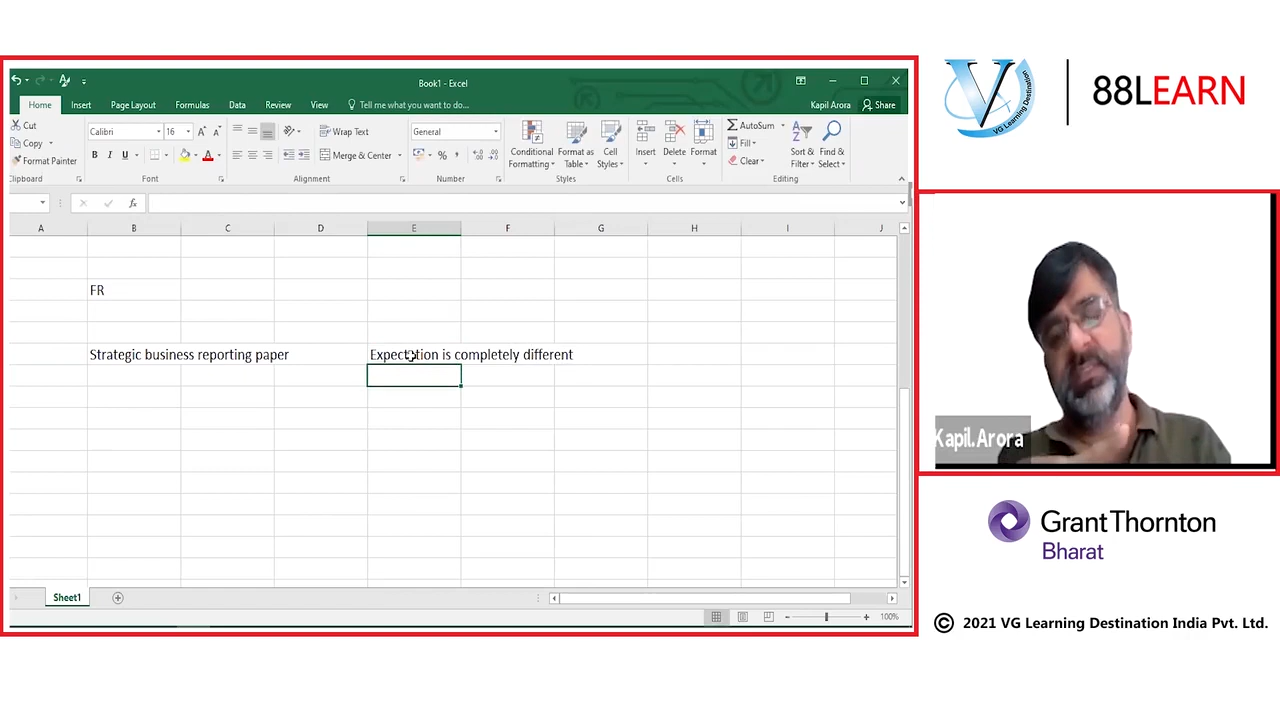 Book1 - Excel
Home Insert Page Layout Formulas Data Review View Tell me what you want to do... Kapil Arora Share
Cut
Copy
Format Painter
Clipboard
Calibri 16
B I U
Font
Wrap Text
Merge & Center
Alignment
General
% ,
Number
Conditional Formatting
Format as Table
Cell Styles
Styles
Insert Delete Format
Cells
AutoSum
Fill
Clear
Sort & Filter
Find & Select
Editing
fx
A B C D E F G H I J
FR
Strategic business reporting paper Expectation is completely different
Sheet1
100%
V
VG Learning Destination
88LEARN
Kapil.Arora
Grant Thornton
Bharat
© 2021 VG Learning Destination India Pvt. Ltd.